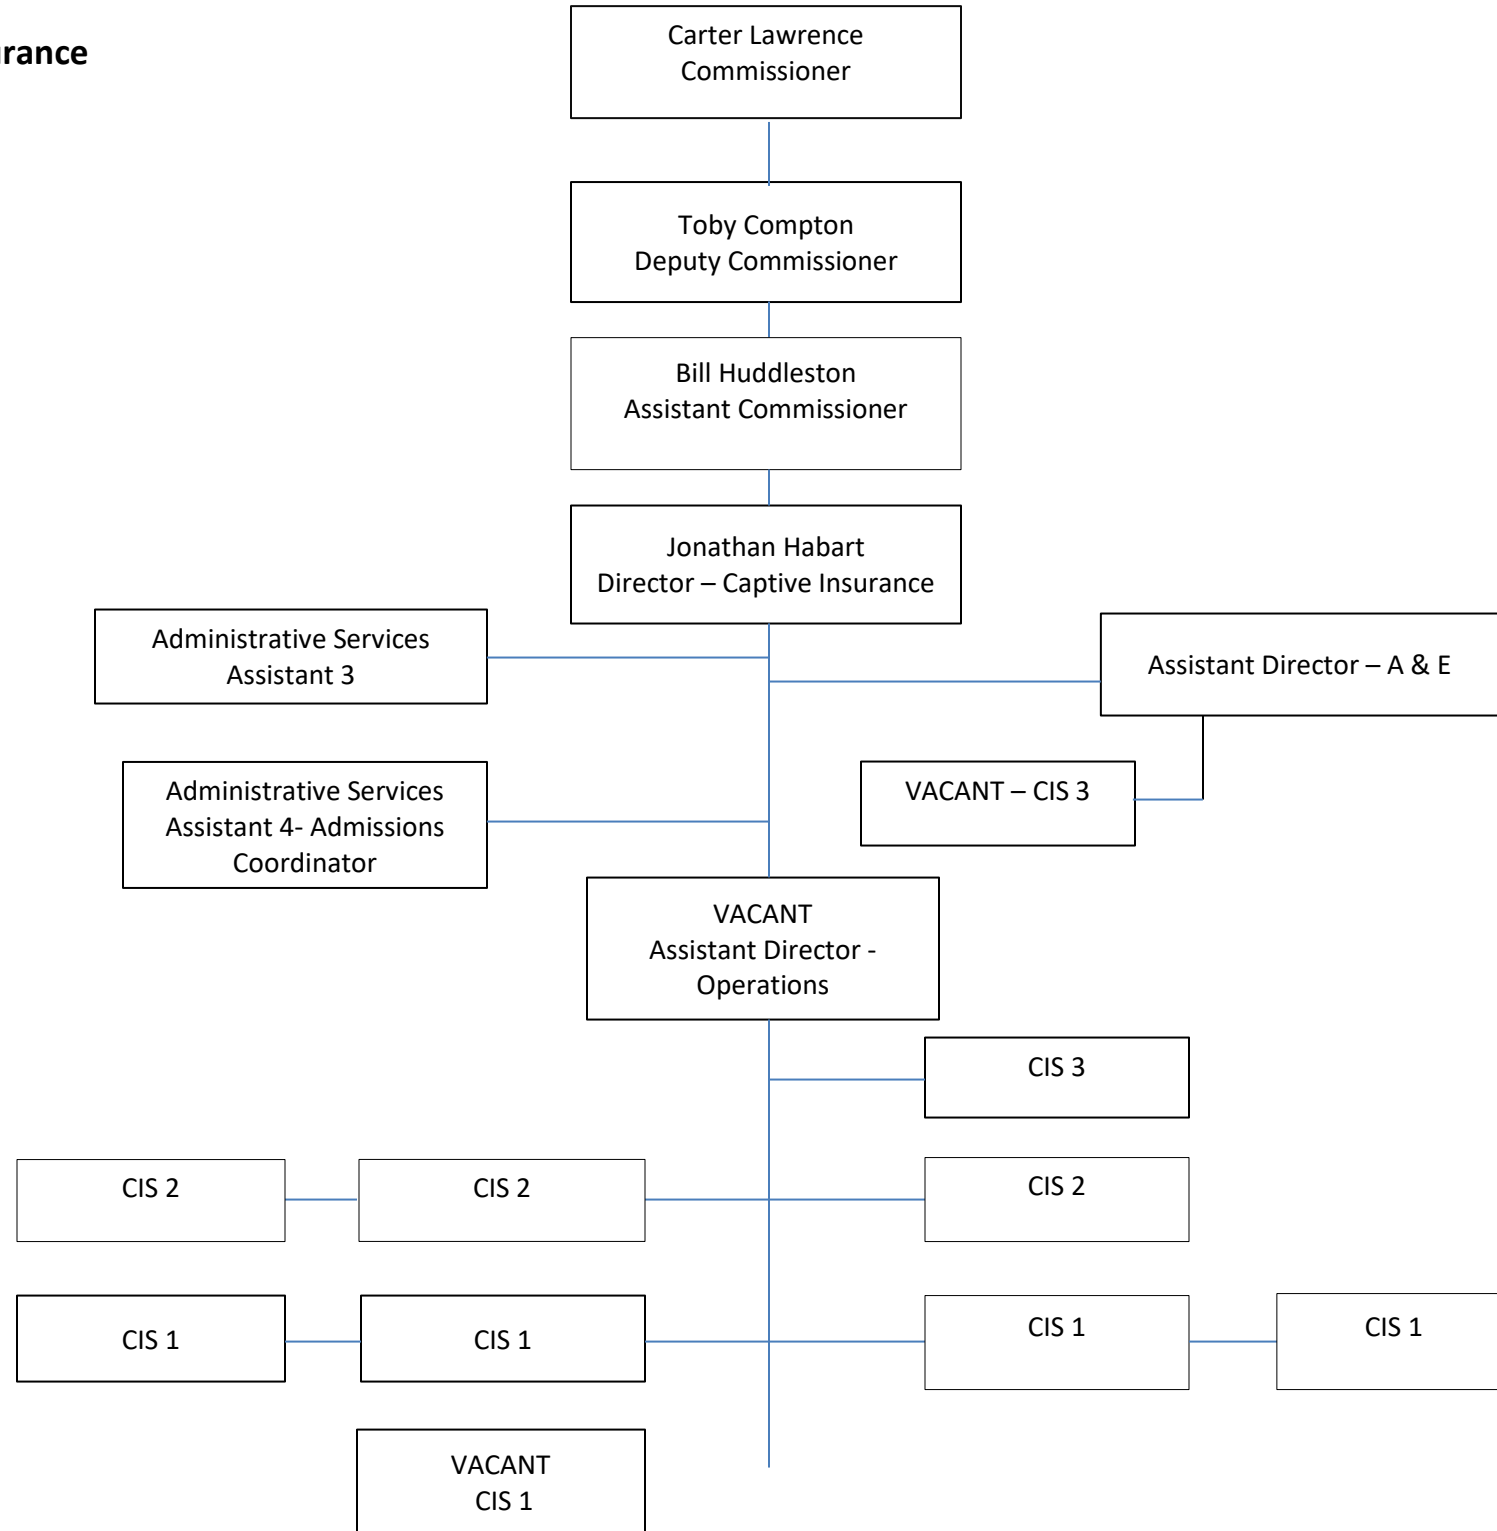 urance
Carter Lawrence
Commissioner
Toby Compton
Deputy Commissioner
Bill Huddleston
Assistant Commissioner
Jonathan Habart
Director – Captive Insurance
Administrative Services
Assistant 3
Assistant Director – A & E
Administrative Services
Assistant 4- Admissions
Coordinator
VACANT – CIS 3
VACANT
Assistant Director -
Operations
CIS 3
CIS 2
CIS 2
CIS 2
CIS 1
CIS 1
CIS 1
CIS 1
VACANT
CIS 1